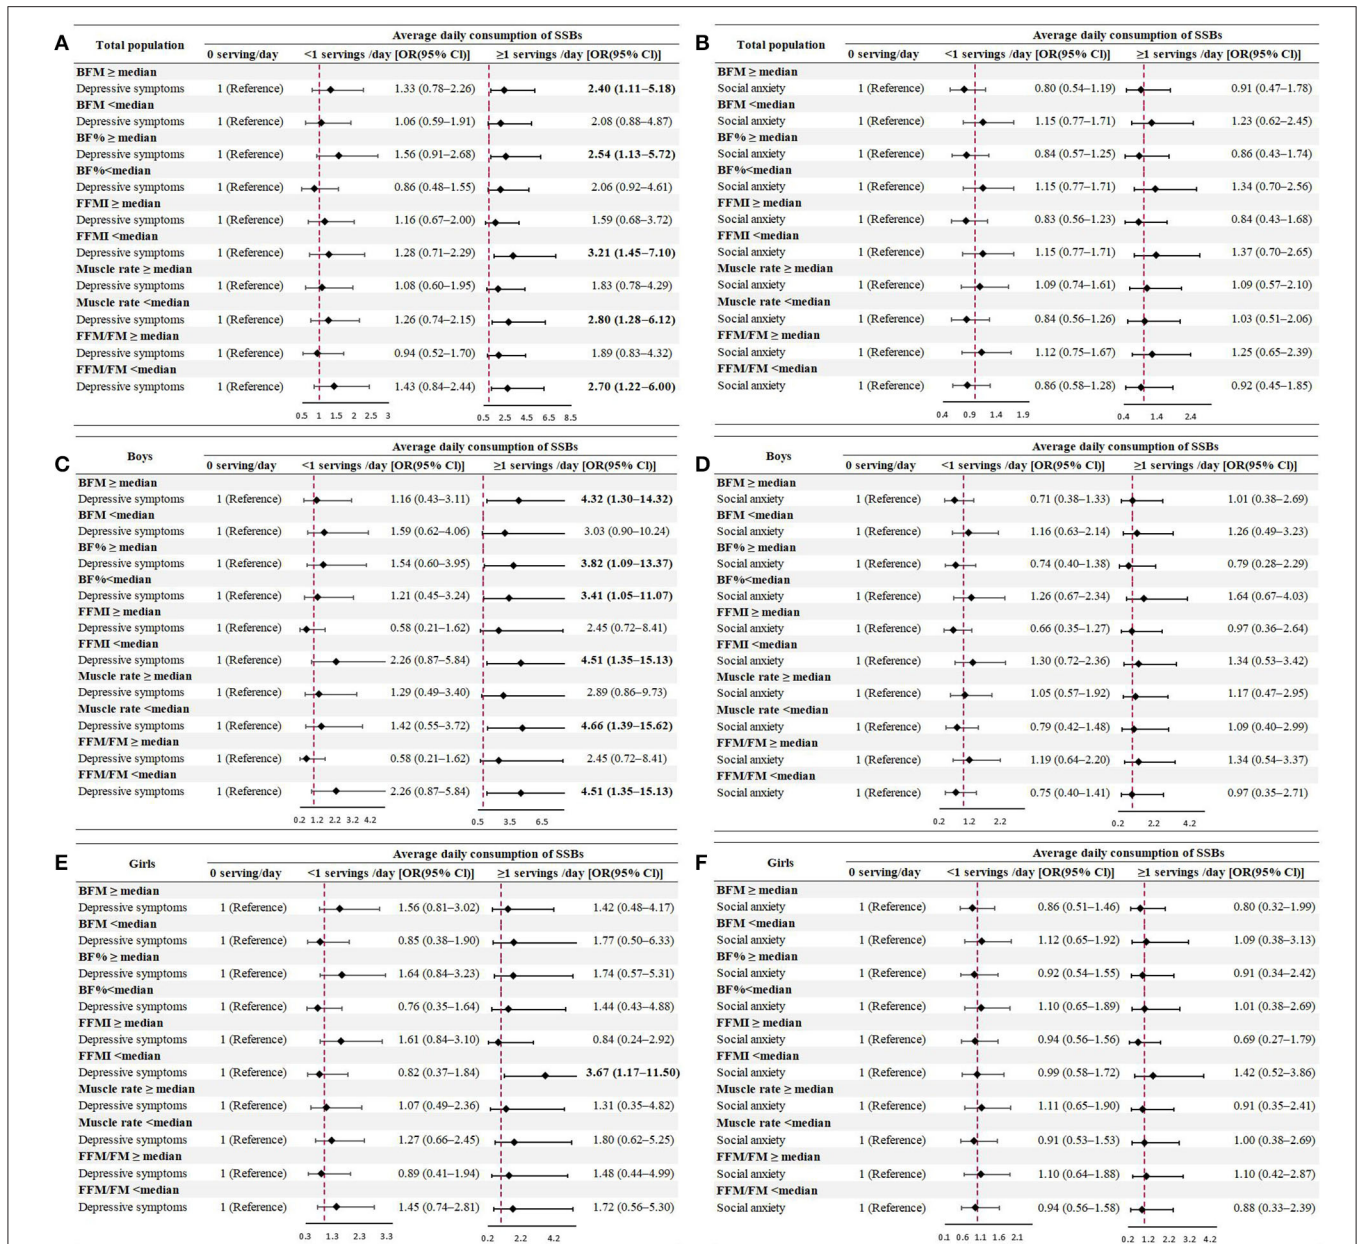 A
Average daily consumption of SSBs
Total population 0 serving/day <1 servings /day [OR(95% CI)] ≥1 servings /day [OR(95% CI)]
BFM ≥ median
Depressive symptoms 1 (Reference) 1.33 (0.78–2.26) 2.40 (1.11–5.18)
BFM <median
Depressive symptoms 1 (Reference) 1.06 (0.59–1.91) 2.08 (0.88–4.87)
BF% ≥ median
Depressive symptoms 1 (Reference) 1.56 (0.91–2.68) 2.54 (1.13–5.72)
BF%<median
Depressive symptoms 1 (Reference) 0.86 (0.48–1.55) 2.06 (0.92–4.61)
FFMI ≥ median
Depressive symptoms 1 (Reference) 1.16 (0.67–2.00) 1.59 (0.68–3.72)
FFMI <median
Depressive symptoms 1 (Reference) 1.28 (0.71–2.29) 3.21 (1.45–7.10)
Muscle rate ≥ median
Depressive symptoms 1 (Reference) 1.08 (0.60–1.95) 1.83 (0.78–4.29)
Muscle rate <median
Depressive symptoms 1 (Reference) 1.26 (0.74–2.15) 2.80 (1.28–6.12)
FFM/FM ≥ median
Depressive symptoms 1 (Reference) 0.94 (0.52–1.70) 1.89 (0.83–4.32)
FFM/FM <median
Depressive symptoms 1 (Reference) 1.43 (0.84–2.44) 2.70 (1.22–6.00)
0.5 1 1.5 2 2.5 3 0.5 2.5 4.5 6.5 8.5
B
Average daily consumption of SSBs
Total population 0 serving/day <1 servings /day [OR(95% CI)] ≥1 servings /day [OR(95% CI)]
BFM ≥ median
Social anxiety 1 (Reference) 0.80 (0.54–1.19) 0.91 (0.47–1.78)
BFM <median
Social anxiety 1 (Reference) 1.15 (0.77–1.71) 1.23 (0.62–2.45)
BF% ≥ median
Social anxiety 1 (Reference) 0.84 (0.57–1.25) 0.86 (0.43–1.74)
BF%<median
Social anxiety 1 (Reference) 1.15 (0.77–1.71) 1.34 (0.70–2.56)
FFMI ≥ median
Social anxiety 1 (Reference) 0.83 (0.56–1.23) 0.84 (0.43–1.68)
FFMI <median
Social anxiety 1 (Reference) 1.15 (0.77–1.71) 1.37 (0.70–2.65)
Muscle rate ≥ median
Social anxiety 1 (Reference) 1.09 (0.74–1.61) 1.09 (0.57–2.10)
Muscle rate <median
Social anxiety 1 (Reference) 0.84 (0.56–1.26) 1.03 (0.51–2.06)
FFM/FM ≥ median
Social anxiety 1 (Reference) 1.12 (0.75–1.67) 1.25 (0.65–2.39)
FFM/FM <median
Social anxiety 1 (Reference) 0.86 (0.58–1.28) 0.92 (0.45–1.85)
0.4 0.9 1.4 1.9 0.4 1.4 2.4
C
Average daily consumption of SSBs
Boys 0 serving/day <1 servings /day [OR(95% CI)] ≥1 servings /day [OR(95% CI)]
BFM ≥ median
Depressive symptoms 1 (Reference) 1.16 (0.43–3.11) 4.32 (1.30–14.32)
BFM <median
Depressive symptoms 1 (Reference) 1.59 (0.62–4.06) 3.03 (0.90–10.24)
BF% ≥ median
Depressive symptoms 1 (Reference) 1.54 (0.60–3.95) 3.82 (1.09–13.37)
BF%<median
Depressive symptoms 1 (Reference) 1.21 (0.45–3.24) 3.41 (1.05–11.07)
FFMI ≥ median
Depressive symptoms 1 (Reference) 0.58 (0.21–1.62) 2.45 (0.72–8.41)
FFMI <median
Depressive symptoms 1 (Reference) 2.26 (0.87–5.84) 4.51 (1.35–15.13)
Muscle rate ≥ median
Depressive symptoms 1 (Reference) 1.29 (0.49–3.40) 2.89 (0.86–9.73)
Muscle rate <median
Depressive symptoms 1 (Reference) 1.42 (0.55–3.72) 4.66 (1.39–15.62)
FFM/FM ≥ median
Depressive symptoms 1 (Reference) 0.58 (0.21–1.62) 2.45 (0.72–8.41)
FFM/FM <median
Depressive symptoms 1 (Reference) 2.26 (0.87–5.84) 4.51 (1.35–15.13)
0.2 1.2 2.2 3.2 4.2 0.5 3.5 6.5
D
Average daily consumption of SSBs
Boys 0 serving/day <1 servings /day [OR(95% CI)] ≥1 servings /day [OR(95% CI)]
BFM ≥ median
Social anxiety 1 (Reference) 0.71 (0.38–1.33) 1.01 (0.38–2.69)
BFM <median
Social anxiety 1 (Reference) 1.16 (0.63–2.14) 1.26 (0.49–3.23)
BF% ≥ median
Social anxiety 1 (Reference) 0.74 (0.40–1.38) 0.79 (0.28–2.29)
BF%<median
Social anxiety 1 (Reference) 1.26 (0.67–2.34) 1.64 (0.67–4.03)
FFMI ≥ median
Social anxiety 1 (Reference) 0.66 (0.35–1.27) 0.97 (0.36–2.64)
FFMI <median
Social anxiety 1 (Reference) 1.30 (0.72–2.36) 1.34 (0.53–3.42)
Muscle rate ≥ median
Social anxiety 1 (Reference) 1.05 (0.57–1.92) 1.17 (0.47–2.95)
Muscle rate <median
Social anxiety 1 (Reference) 0.79 (0.42–1.48) 1.09 (0.40–2.99)
FFM/FM ≥ median
Social anxiety 1 (Reference) 1.19 (0.64–2.20) 1.34 (0.54–3.37)
FFM/FM <median
Social anxiety 1 (Reference) 0.75 (0.40–1.41) 0.97 (0.35–2.71)
0.2 1.2 2.2 0.2 2.2 4.2
E
Average daily consumption of SSBs
Girls 0 serving/day <1 servings /day [OR(95% CI)] ≥1 servings /day [OR(95% CI)]
BFM ≥ median
Depressive symptoms 1 (Reference) 1.56 (0.81–3.02) 1.42 (0.48–4.17)
BFM <median
Depressive symptoms 1 (Reference) 0.85 (0.38–1.90) 1.77 (0.50–6.33)
BF% ≥ median
Depressive symptoms 1 (Reference) 1.64 (0.84–3.23) 1.74 (0.57–5.31)
BF%<median
Depressive symptoms 1 (Reference) 0.76 (0.35–1.64) 1.44 (0.43–4.88)
FFMI ≥ median
Depressive symptoms 1 (Reference) 1.61 (0.84–3.10) 0.84 (0.24–2.92)
FFMI <median
Depressive symptoms 1 (Reference) 0.82 (0.37–1.84) 3.67 (1.17–11.50)
Muscle rate ≥ median
Depressive symptoms 1 (Reference) 1.07 (0.49–2.36) 1.31 (0.35–4.82)
Muscle rate <median
Depressive symptoms 1 (Reference) 1.27 (0.66–2.45) 1.80 (0.62–5.25)
FFM/FM ≥ median
Depressive symptoms 1 (Reference) 0.89 (0.41–1.94) 1.48 (0.44–4.99)
FFM/FM <median
Depressive symptoms 1 (Reference) 1.45 (0.74–2.81) 1.72 (0.56–5.30)
0.3 1.3 2.3 3.3 0.2 2.2 4.2
F
Average daily consumption of SSBs
Girls 0 serving/day <1 servings /day [OR(95% CI)] ≥1 servings /day [OR(95% CI)]
BFM ≥ median
Social anxiety 1 (Reference) 0.86 (0.51–1.46) 0.80 (0.32–1.99)
BFM <median
Social anxiety 1 (Reference) 1.12 (0.65–1.92) 1.09 (0.38–3.13)
BF% ≥ median
Social anxiety 1 (Reference) 0.92 (0.54–1.55) 0.91 (0.34–2.42)
BF%<median
Social anxiety 1 (Reference) 1.10 (0.65–1.89) 1.01 (0.38–2.69)
FFMI ≥ median
Social anxiety 1 (Reference) 0.94 (0.56–1.56) 0.69 (0.27–1.79)
FFMI <median
Social anxiety 1 (Reference) 0.99 (0.58–1.72) 1.42 (0.52–3.86)
Muscle rate ≥ median
Social anxiety 1 (Reference) 1.11 (0.65–1.90) 0.91 (0.35–2.41)
Muscle rate <median
Social anxiety 1 (Reference) 0.91 (0.53–1.53) 1.00 (0.38–2.69)
FFM/FM ≥ median
Social anxiety 1 (Reference) 1.10 (0.64–1.88) 1.10 (0.42–2.87)
FFM/FM <median
Social anxiety 1 (Reference) 0.94 (0.56–1.58) 0.88 (0.33–2.39)
0.1 0.6 1.1 1.6 2.1 0.2 1.2 2.2 3.2 4.2